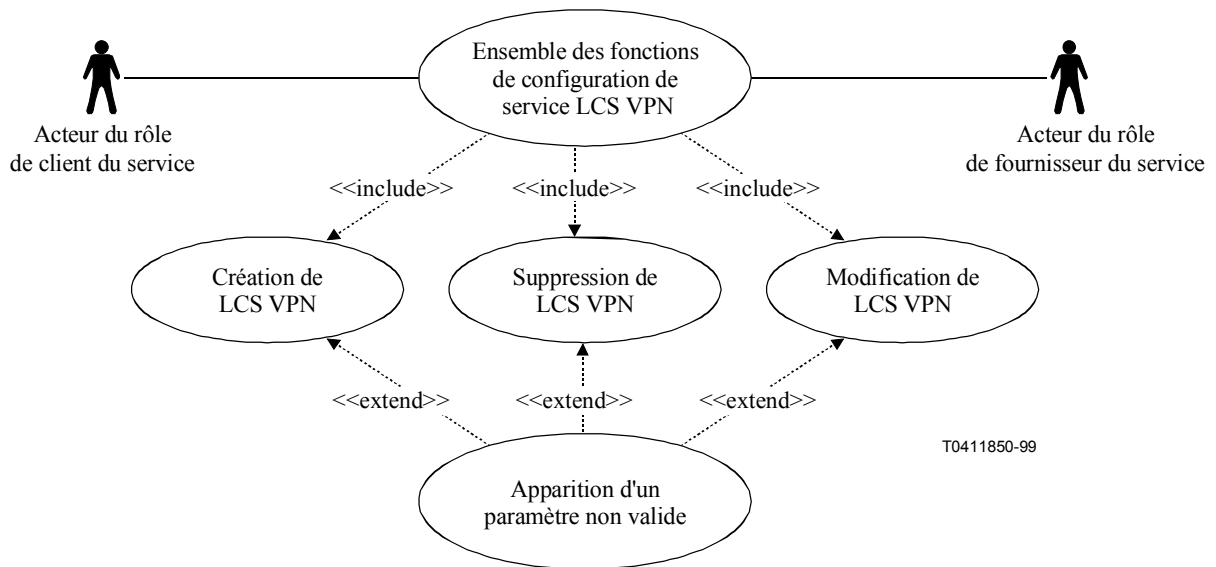 Ensemble des fonctions
de configuration de
service LCS VPN
Acteur du rôle
de client du service
Acteur du rôle
de fournisseur du service
<<include>>
<<include>>
<<include>>
Création de
LCS VPN
Suppression de
LCS VPN
Modification de
LCS VPN
<<extend>>
<<extend>>
<<extend>>
T0411850-99
Apparition d'un
paramètre non valide